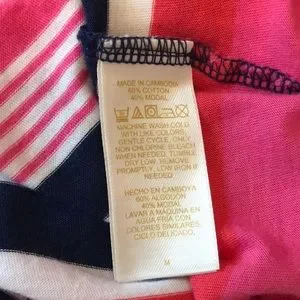 MADE IN CAMBODIA
60% COTTON
40% MODAL
MACHINE WASH COLD
WITH LIKE COLORS,
GENTLE CYCLE, ONLY
NON CHLORINE BLEACH
WHEN NEEDED. TUMBLE
DRY LOW. REMOVE
PROMPTLY, LOW IRON IF
NEEDED
HECHO EN CAMBOYA
60% ALGODON
40% MODAL
LAVAR A MAQUINA EN
AGUA FRIA CON
COLORES SIMILARES,
CICLO DELICADO,
M